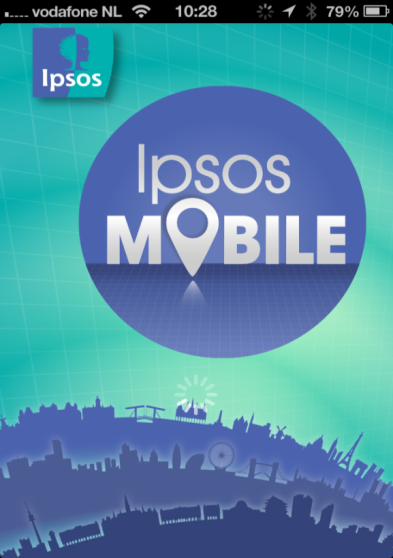 vodafone NL 10:28 79%
Ipsos
Ipsos
MOBILE